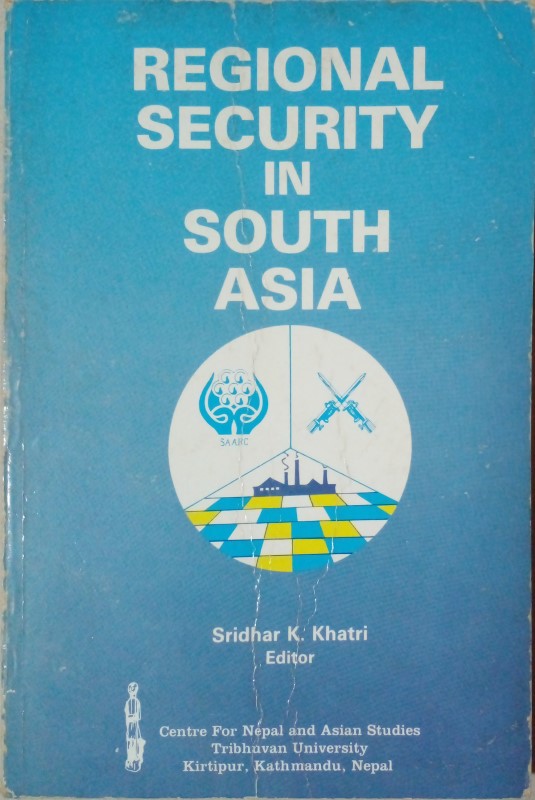 REGIONAL
SECURITY
IN
SOUTH
ASIA
SAARC
Sridhar K. Khatri
Editor
Centre For Nepal and Asian Studies
Tribhuvan University
Kirtipur, Kathmandu, Nepal